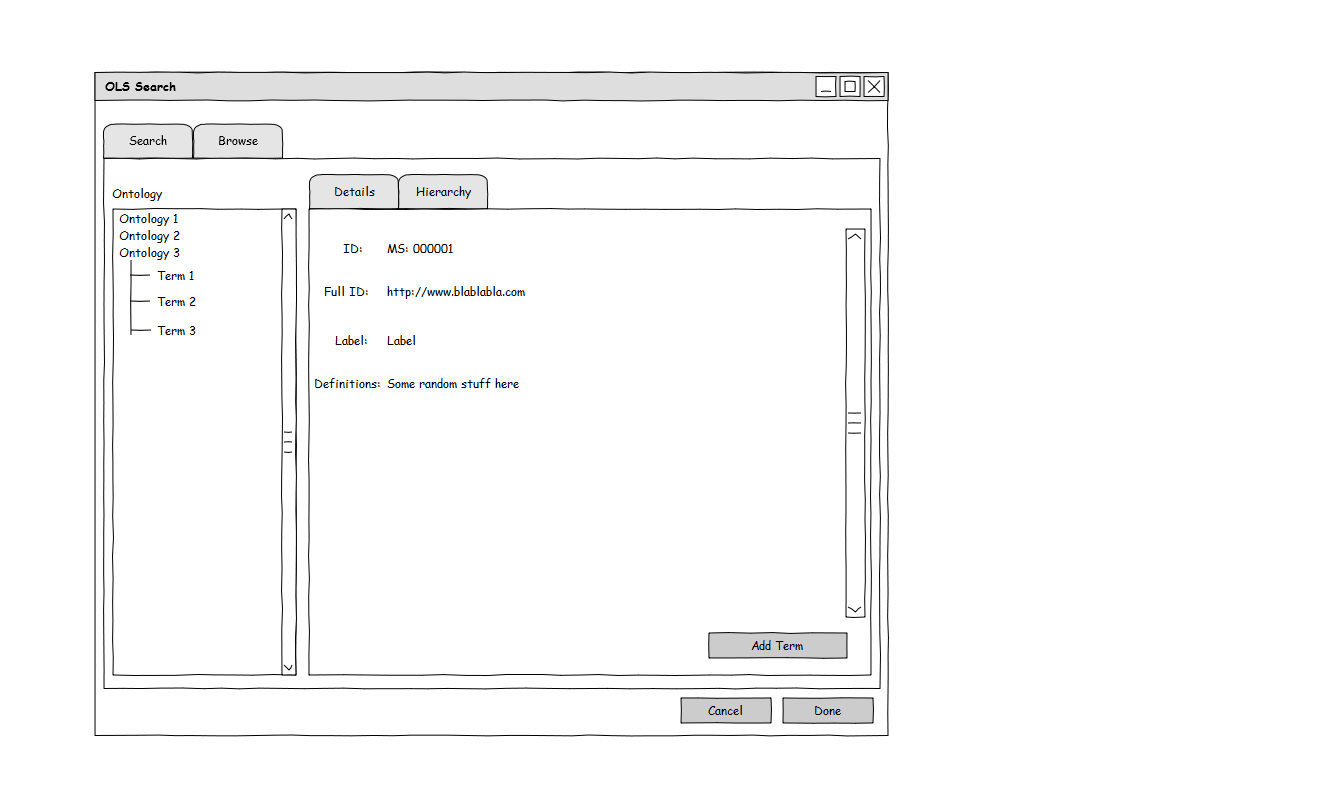 OLS Search
Search
Browse
Ontology
Ontology 1
Ontology 2
Ontology 3
Term 1
Term 2
Term 3
Details
Hierarchy
ID: MS: 000001
Full ID: http://www.blablabla.com
Label: Label
Definitions: Some random stuff here
Add Term
Cancel
Done